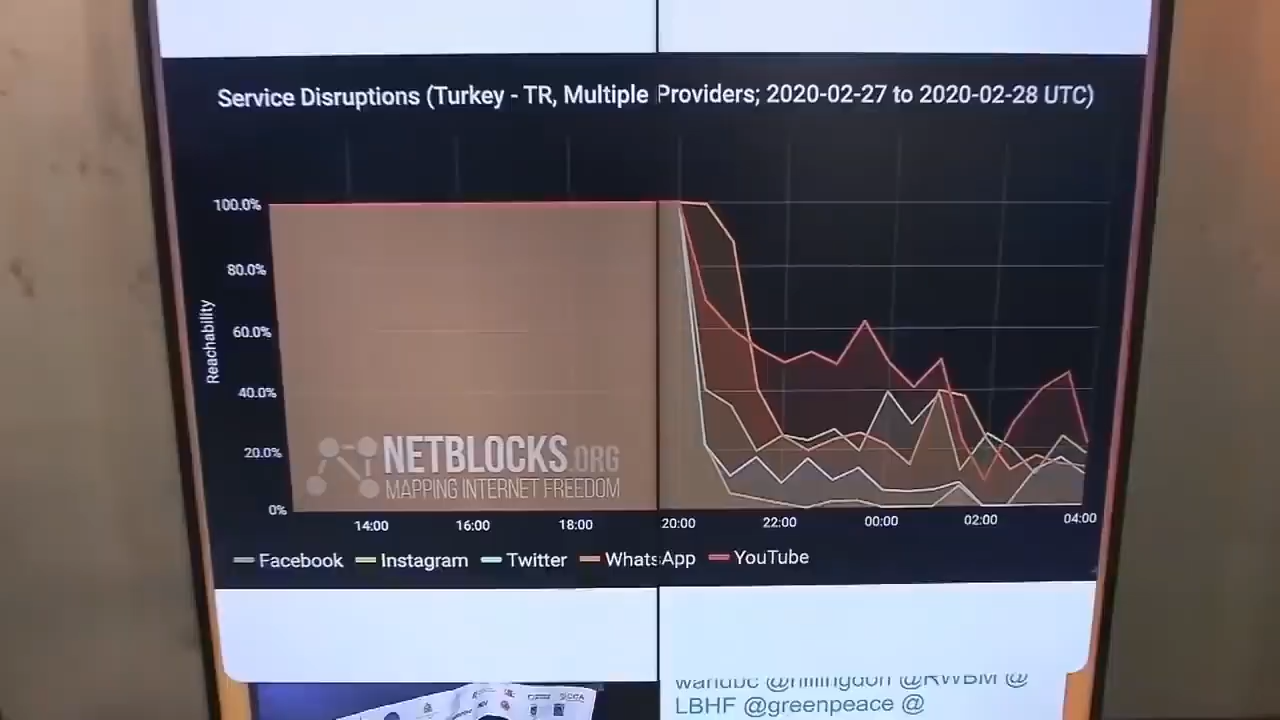 Service Disruptions (Turkey - TR, Multiple Providers; 2020-02-27 to 2020-02-28 UTC)
100.0%
80.0%
60.0%
40.0%
20.0%
0%
Reachability
NETBLOCKS.ORG
MAPPING INTERNET FREEDOM
14:00 16:00 18:00 20:00 22:00 00:00 02:00 04:00
Facebook Instagram Twitter WhatsApp YouTube
@hillingdon @RWBM @
LBHF @greenpeace @